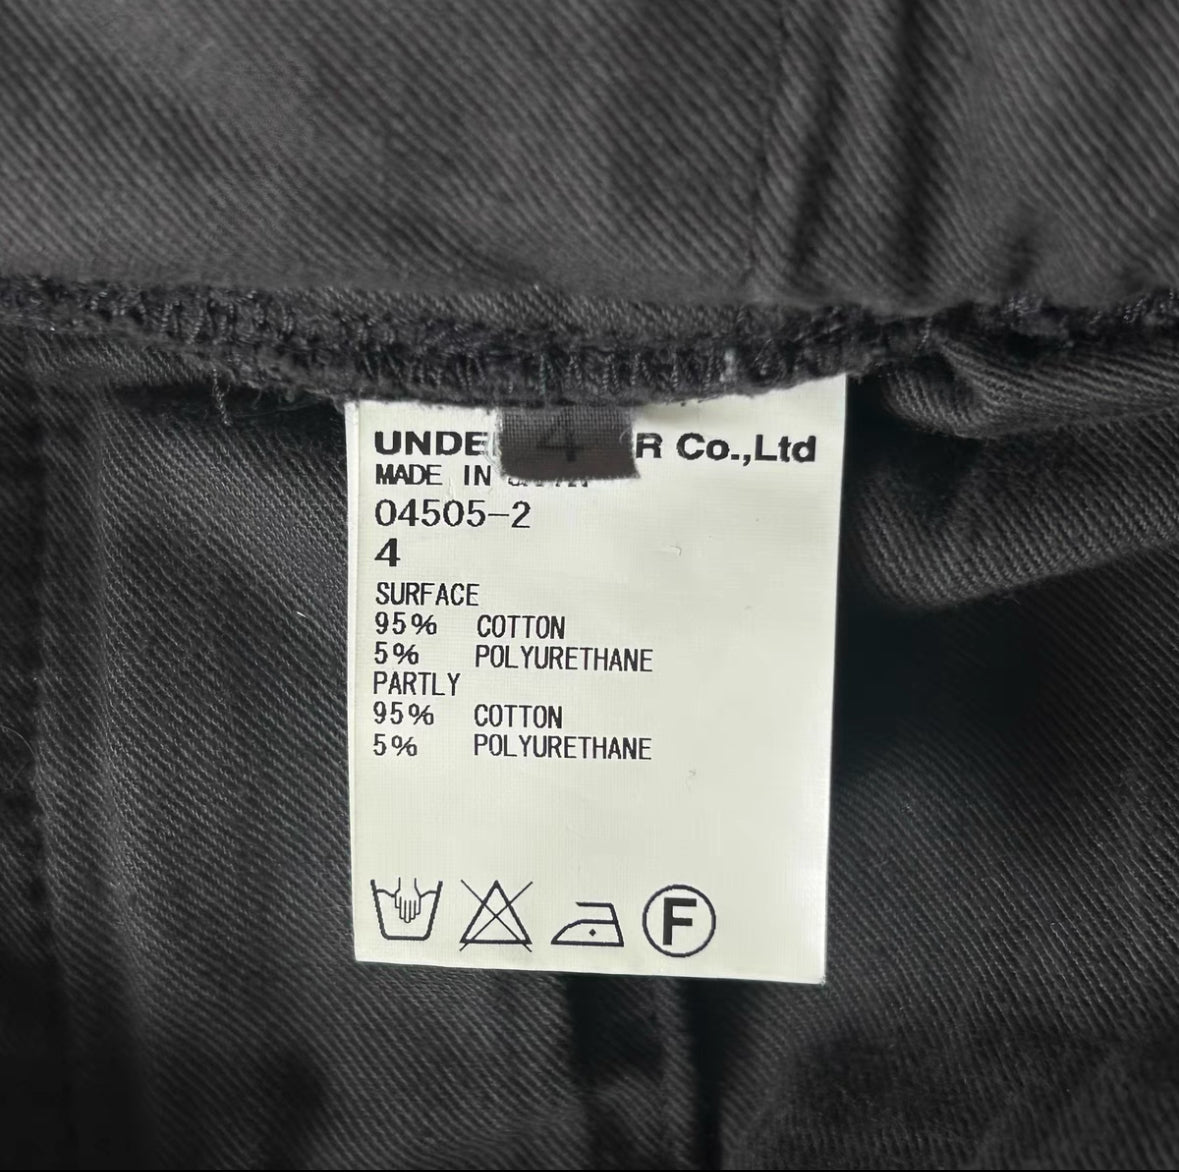 4
UNDE R Co.,Ltd
MADE IN
04505-2
4
SURFACE
95% COTTON
5% POLYURETHANE
PARTLY
95% COTTON
5% POLYURETHANE
F